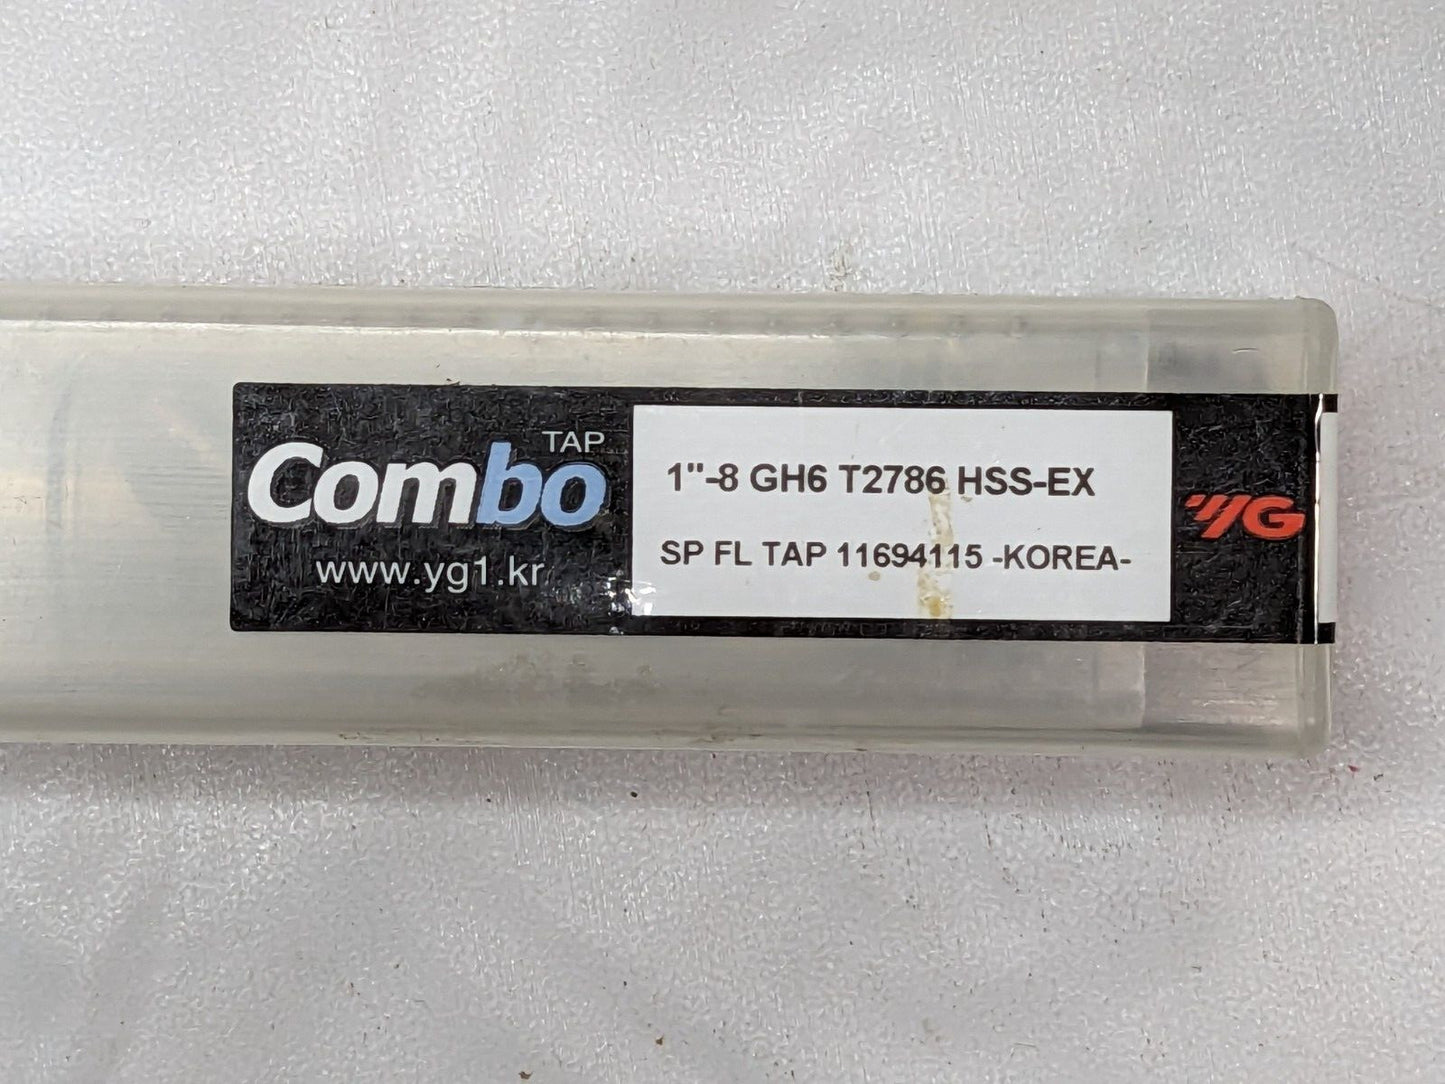 TAP
Combo
www.yg1.kr
1"-8 GH6 T2786 HSS-EX
SP FL TAP 11694115 -KOREA-
YG